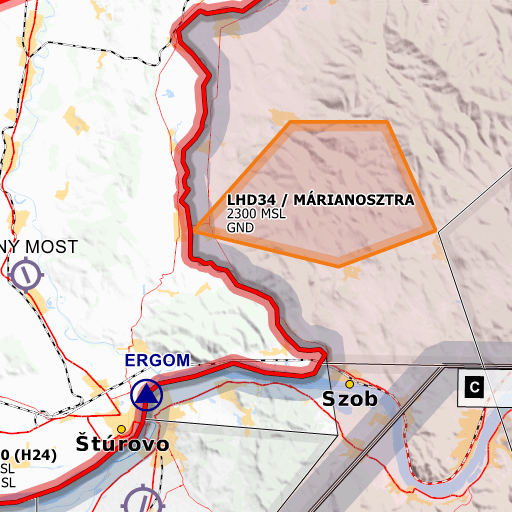 LHD34 / MÁRIANOSZTRA
2300 MSL
GND
NY MOST
ERGOM
C
Szob
Štúrovo
0 (H24)
SL
SL